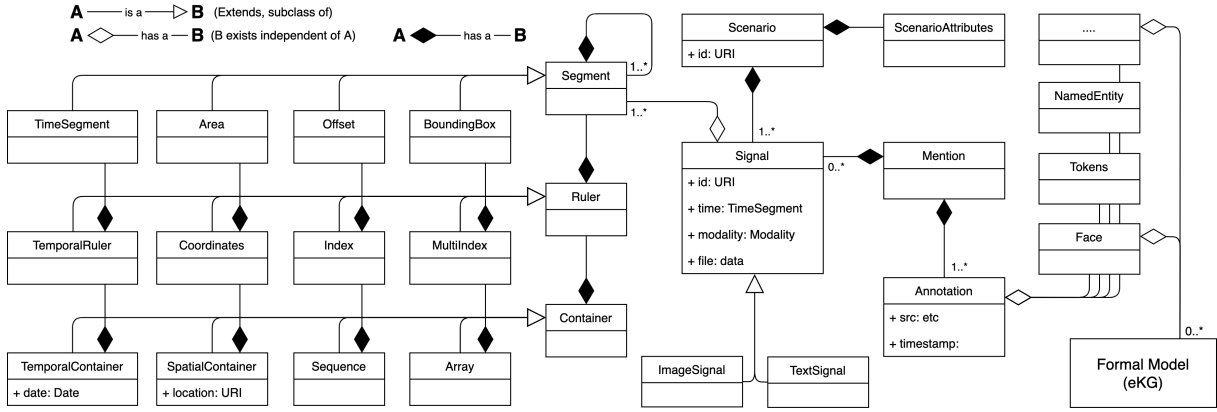 A is a B (Extends, subclass of)
A has a B (B exists independent of A) A has a B
Segment
1..*
1..*
TimeSegment
Area
Offset
BoundingBox
Ruler
TemporalRuler
Coordinates
Index
MultiIndex
Container
TemporalContainer
+ date: Date
SpatialContainer
+ location: URI
Sequence
Array
Scenario
+ id: URI
ScenarioAttributes
1..*
Signal
+ id: URI
+ time: TimeSegment
+ modality: Modality
+ file: data
0..*
Mention
1..*
Annotation
+ src: etc
+ timestamp:
ImageSignal
TextSignal
....
NamedEntity
Tokens
Face
0..*
Formal Model
(eKG)